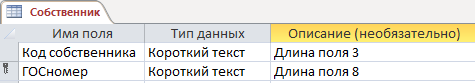 Собственник
Имя поля Тип данных Описание (необязательно)
Код собственника Короткий текст Длина поля 3
ГОСномер Короткий текст Длина поля 8